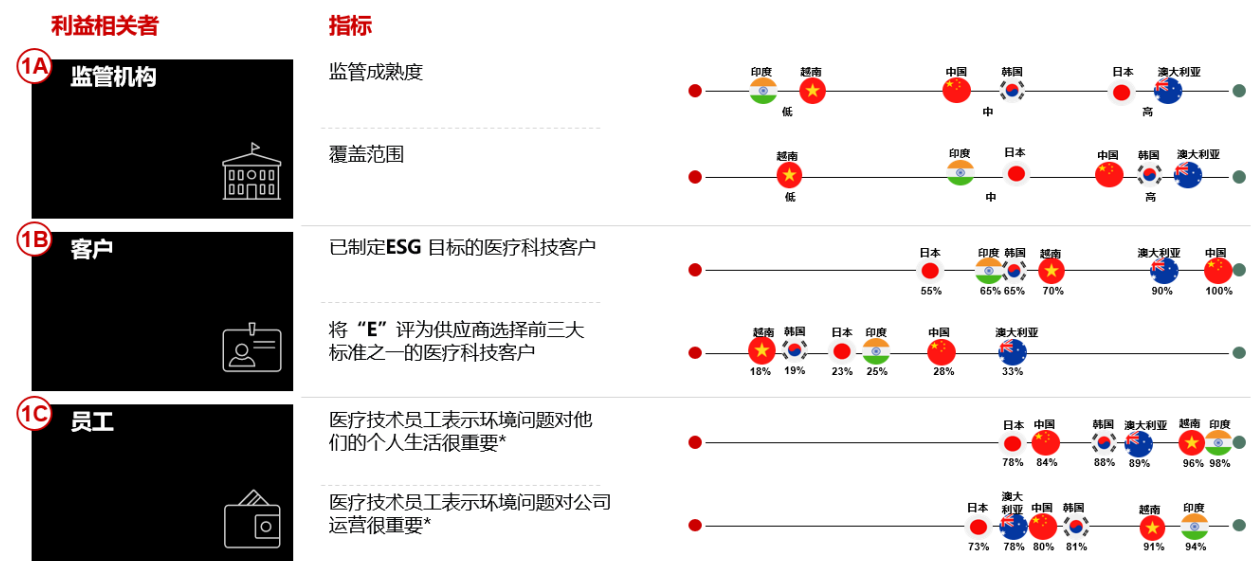 利益相关者
指标
1A
监管机构
监管成熟度
印度
越南
中国
韩国
日本
澳大利亚
低
中
高
覆盖范围
越南
印度
日本
中国
韩国
澳大利亚
低
中
高
1B
客户
已制定ESG 目标的医疗科技客户
日本
印度
韩国
越南
澳大利亚
中国
55%
65%
65%
70%
90%
100%
将“E”评为供应商选择前三大
标准之一的医疗科技客户
越南
韩国
日本
印度
中国
澳大利亚
18%
19%
23%
25%
28%
33%
1C
员工
医疗技术员工表示环境问题对他
们的个人生活很重要*
日本
中国
韩国
澳大利亚
越南
印度
78%
84%
88%
89%
96%
98%
医疗技术员工表示环境问题对公司
运营很重要*
日本
澳大
利亚
中国
韩国
越南
印度
73%
78%
80%
81%
91%
94%